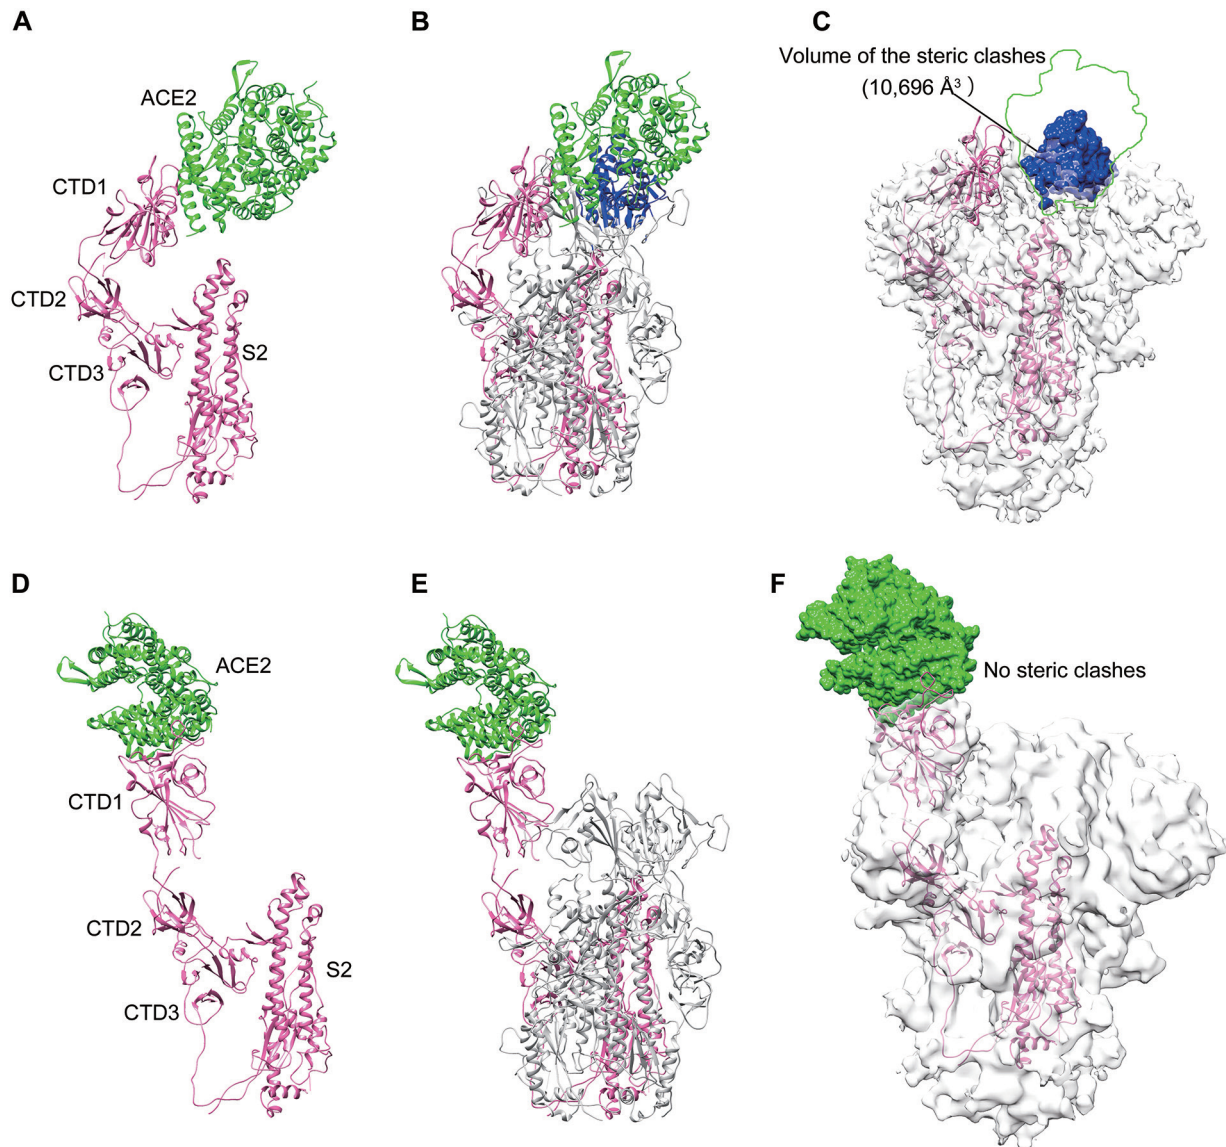 A
B
C
Volume of the steric clashes
(10,696 Å3 )
ACE2
CTD1
CTD2
CTD3
S2
D
E
F
ACE2
No steric clashes
CTD1
CTD2
S2
CTD3